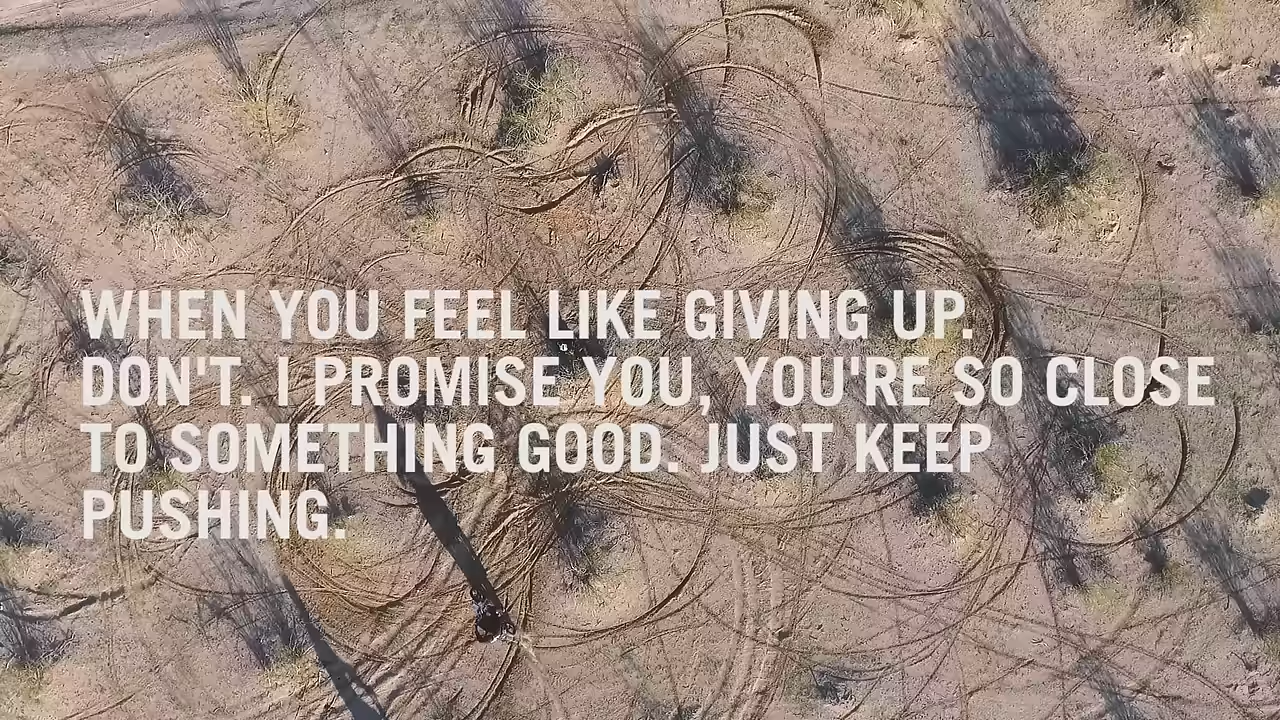 WHEN YOU FEEL LIKE GIVING UP.
DON'T. I PROMISE YOU, YOU'RE SO CLOSE
TO SOMETHING GOOD. JUST KEEP
PUSHING.